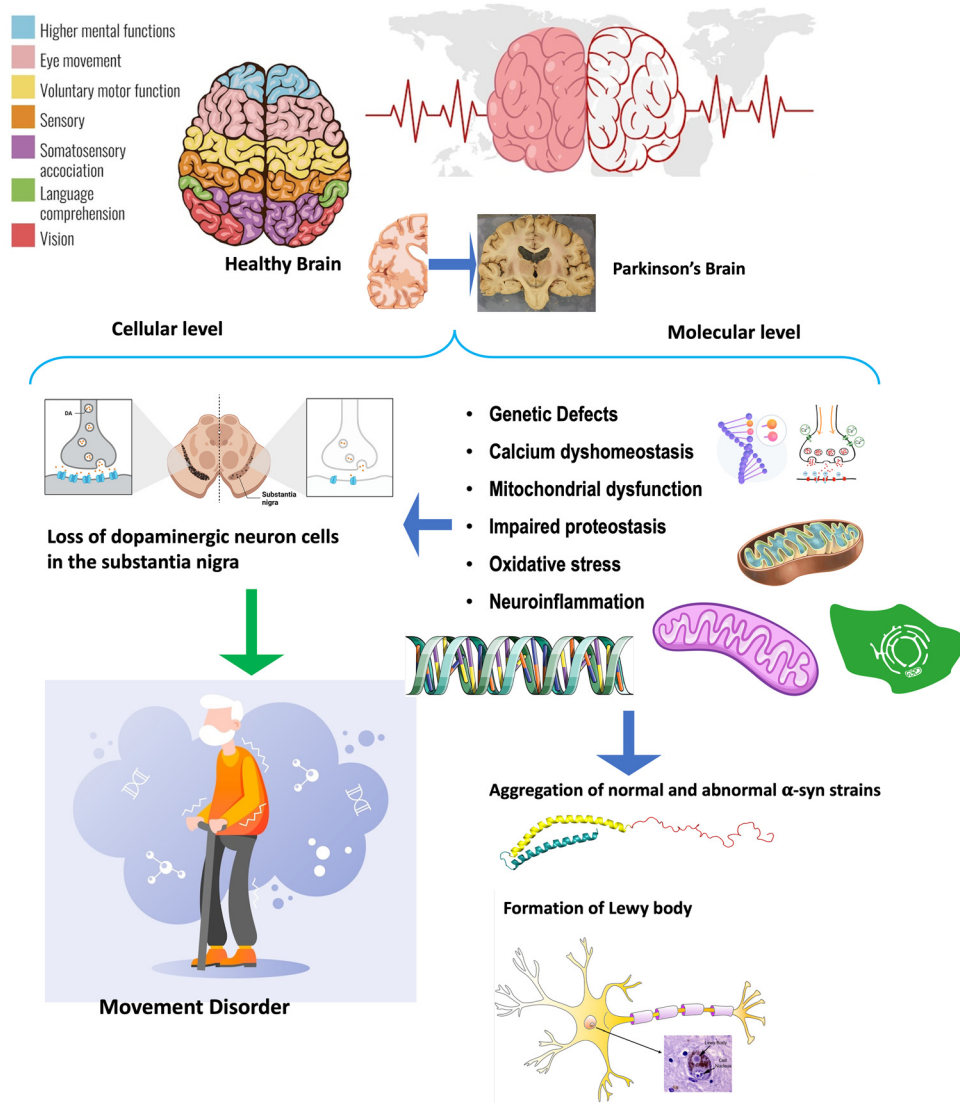 Higher mental functions
Eye movement
Voluntary motor function
Sensory
Somatosensory
accociation
Language
comprehension
Vision
Healthy Brain
Parkinson's Brain
Cellular level
Molecular level
DA
Substantia
nigra
• Genetic Defects
• Calcium dyshomeostasis
• Mitochondrial dysfunction
• Impaired proteostasis
• Oxidative stress
• Neuroinflammation
Loss of dopaminergic neuron cells
in the substantia nigra
Movement Disorder
Aggregation of normal and abnormal α-syn strains
Formation of Lewy body
Lewy Body
Cell
Nucleus